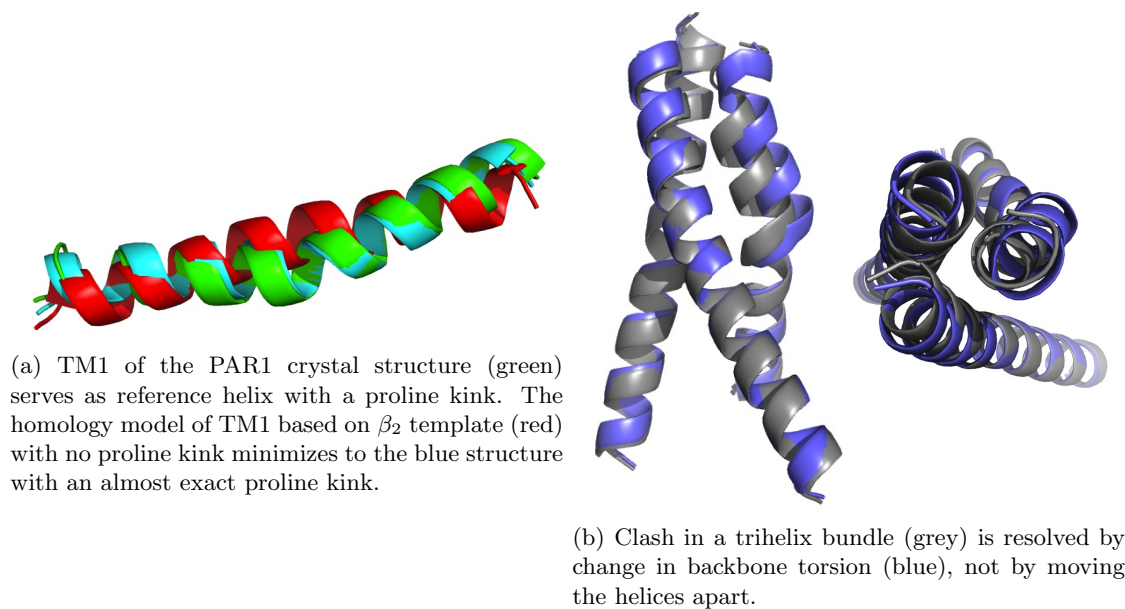 (a) TM1 of the PAR1 crystal structure (green)
serves as reference helix with a proline kink. The
homology model of TM1 based on β₂ template (red)
with no proline kink minimizes to the blue structure
with an almost exact proline kink.
(b) Clash in a trihelix bundle (grey) is resolved by
change in backbone torsion (blue), not by moving
the helices apart.